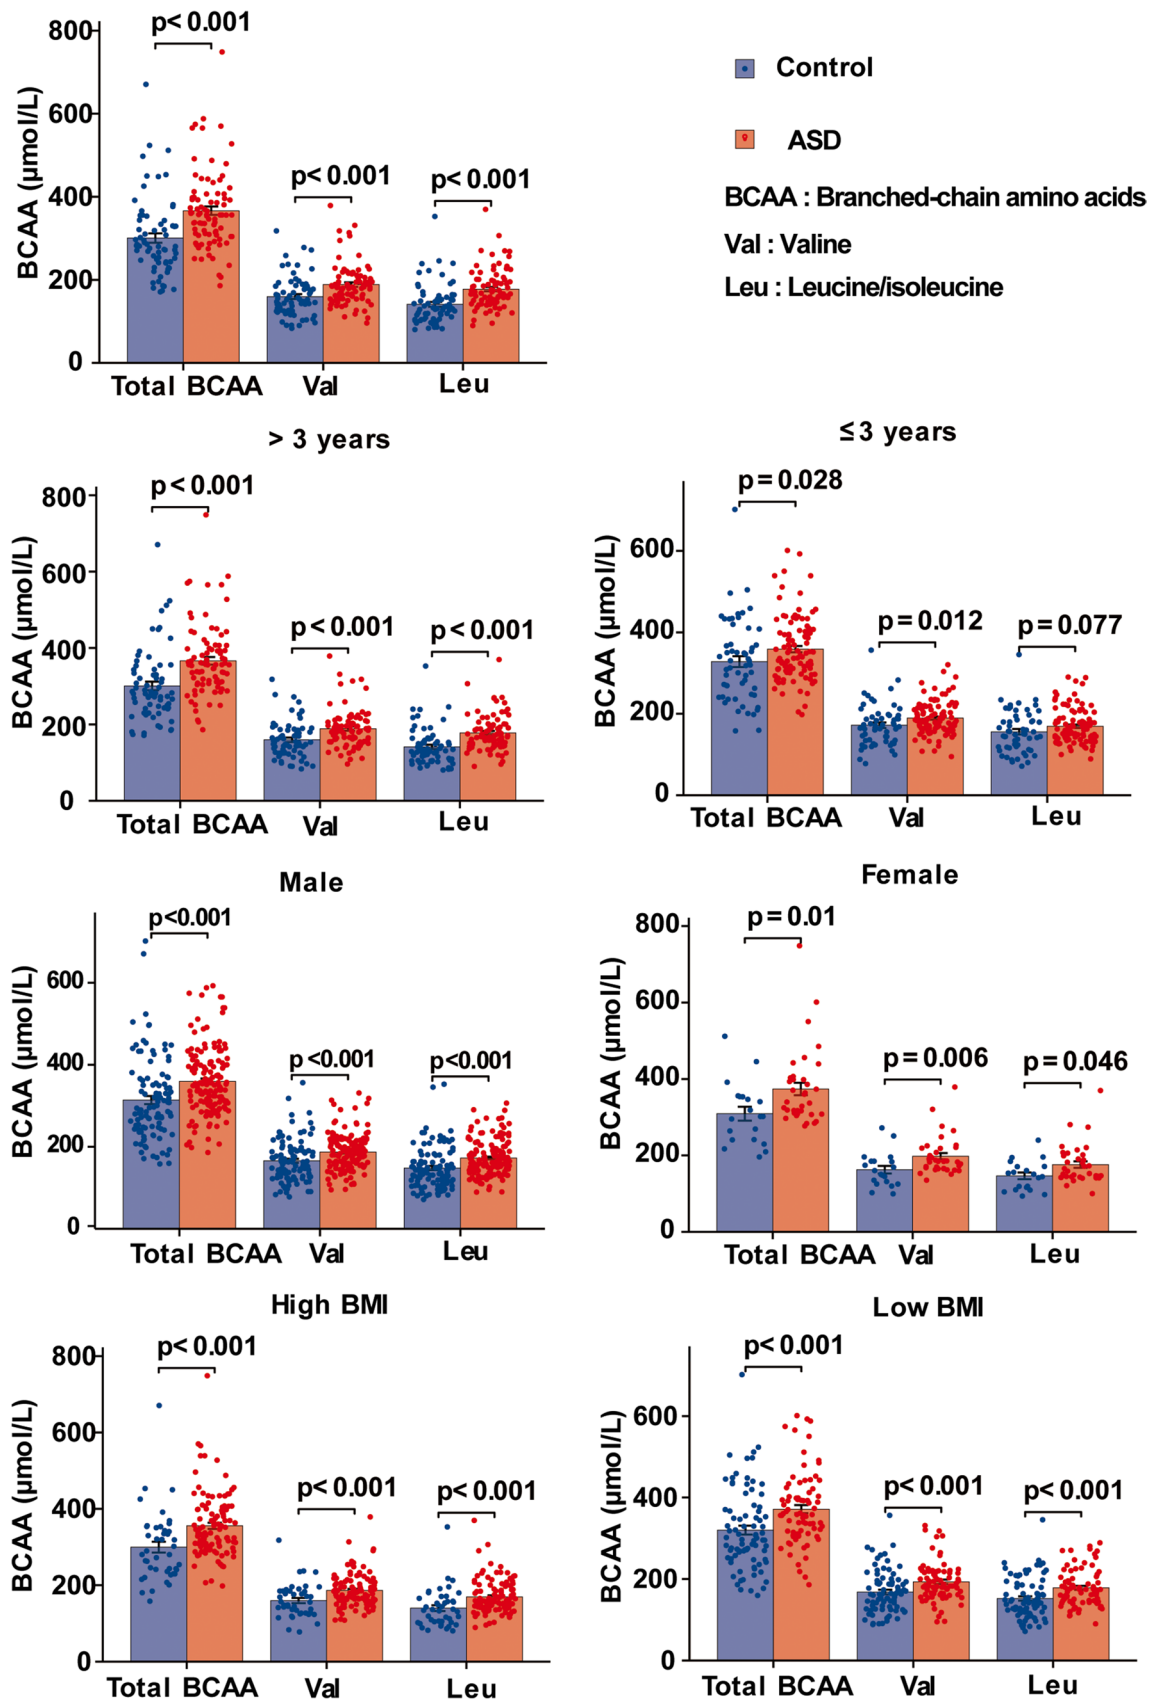 p< 0.001
800
600
400
200
0
BCAA (µmol/L)
p< 0.001
p< 0.001
Total BCAA
Val
Leu
Control
ASD
BCAA : Branched-chain amino acids
Val : Valine
Leu : Leucine/isoleucine
> 3 years
p < 0.001
800
600
400
200
0
BCAA (µmol/L)
p < 0.001
p < 0.001
Total BCAA
Val
Leu
≤ 3 years
p = 0.028
600
400
200
0
BCAA (µmol/L)
p = 0.012
p = 0.077
Total BCAA
Val
Leu
Male
p<0.001
600
400
200
0
BCAA (µmol/L)
p<0.001
p<0.001
Total BCAA
Val
Leu
Female
p = 0.01
800
600
400
200
0
BCAA (µmol/L)
p = 0.006
p = 0.046
Total BCAA
Val
Leu
High BMI
p< 0.001
800
600
400
200
0
BCAA (µmol/L)
p< 0.001
p< 0.001
Total BCAA
Val
Leu
Low BMI
p< 0.001
600
400
200
0
BCAA (µmol/L)
p< 0.001
p< 0.001
Total BCAA
Val
Leu